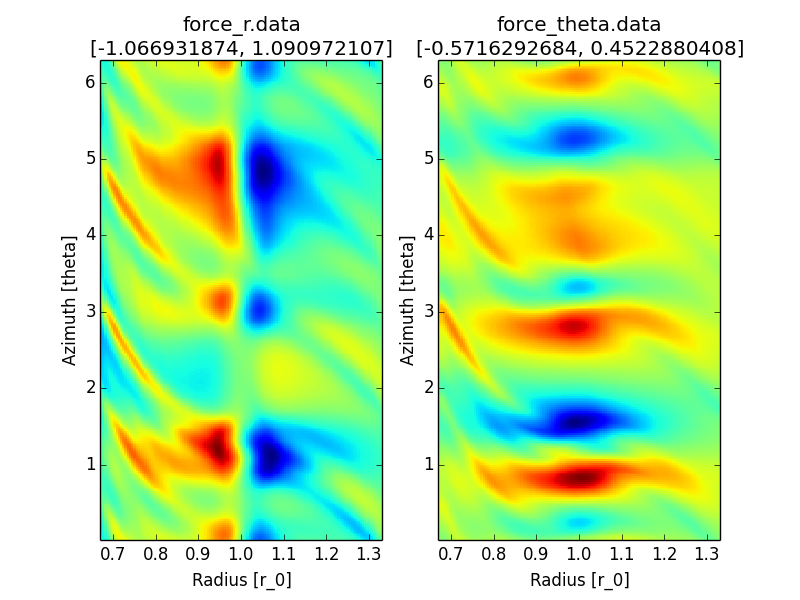 force_r.data
[-1.066931874, 1.090972107]
6
5
4
3
2
1
Azimuth [theta]
0.7 0.8 0.9 1.0 1.1 1.2 1.3
Radius [r_0]
force_theta.data
[-0.5716292684, 0.4522880408]
6
5
4
3
2
1
Azimuth [theta]
0.7 0.8 0.9 1.0 1.1 1.2 1.3
Radius [r_0]